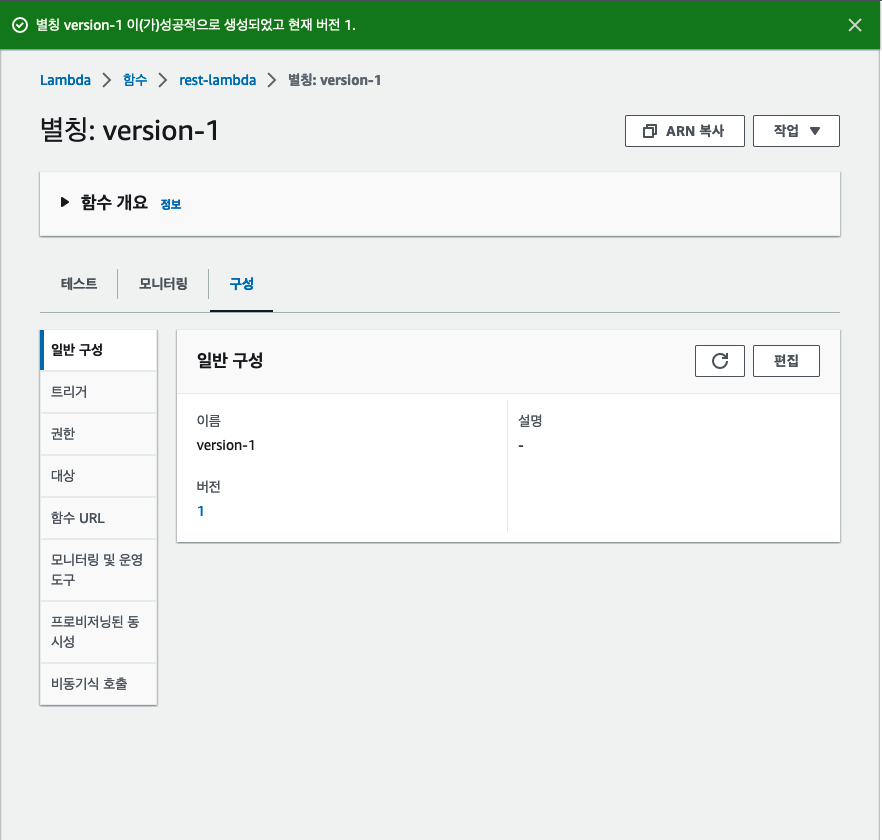 별칭 version-1 이(가)성공적으로 생성되었고 현재 버전 1.
Lambda > 함수 > rest-lambda > 별칭: version-1
별칭: version-1
ARN 복사
작업 ▼
▶ 함수 개요 정보
테스트
모니터링
구성
일반 구성
트리거
권한
대상
함수 URL
모니터링 및 운영
도구
프로비저닝된 동
시성
비동기식 호출
일반 구성
편집
이름
version-1
설명
-
버전
1